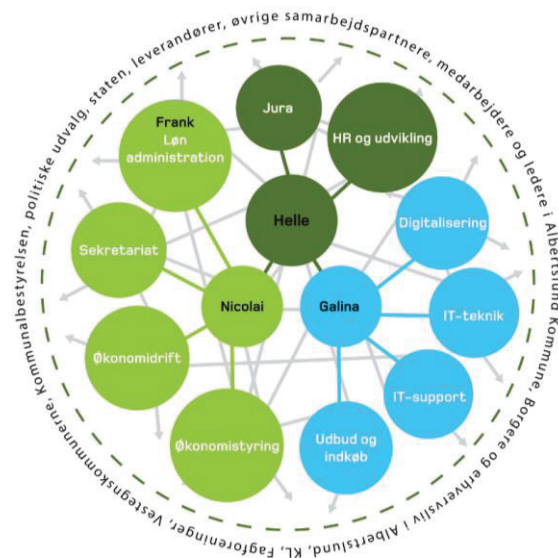 Kommunalbestyrelsen, politiske udvalg, staten, leverandører, øvrige samarbejdspartnere, medarbejdere og ledere i Albertslund Kommune, Borgere og erhvervsliv i Albertslund, KL, Fagforeninger, Vestegnskommunerne,
Jura
Frank
Løn
administration
HR og udvikling
Helle
Digitalisering
Sekretariat
Nicolai
Galina
IT-teknik
Økonomidrift
IT-support
Økonomistyring
Udbud og
indkøb